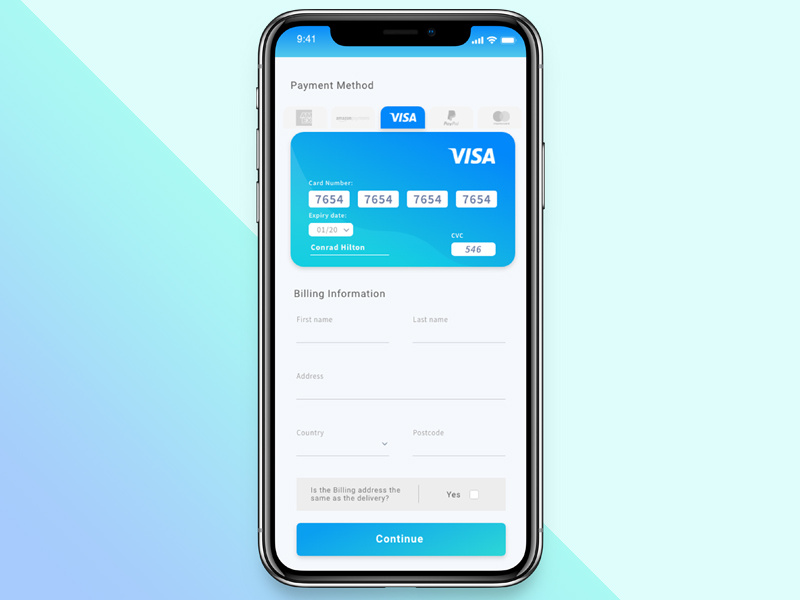 9:41
Payment Method
VISA
PayPal
VISA
Card Number:
7654 7654 7654 7654
Expiry date:
01/20
CVC
Conrad Hilton
546
Billing Information
First name Last name
Address
Country Postcode
Is the Billing address the
same as the delivery?
Yes
Continue